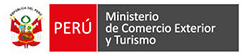 PERÚ
Ministerio
de Comercio Exterior
y Turismo